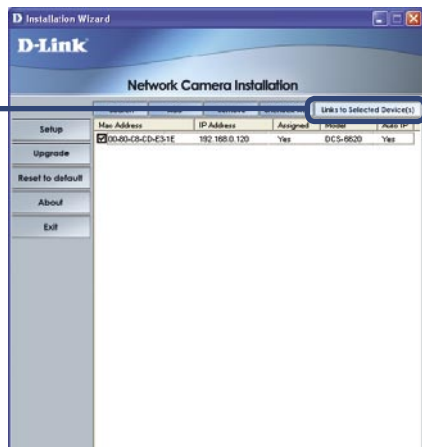 D Installation Wizard
D-Link
Network Camera Installation
Links to Selected Device(s)
Mac Address IP Address Assigned Model Auto IP
00-80-C8-CD-E3-1E 192.168.0.120 Yes DCS-6620 Yes
Setup
Upgrade
Reset to default
About
Exit